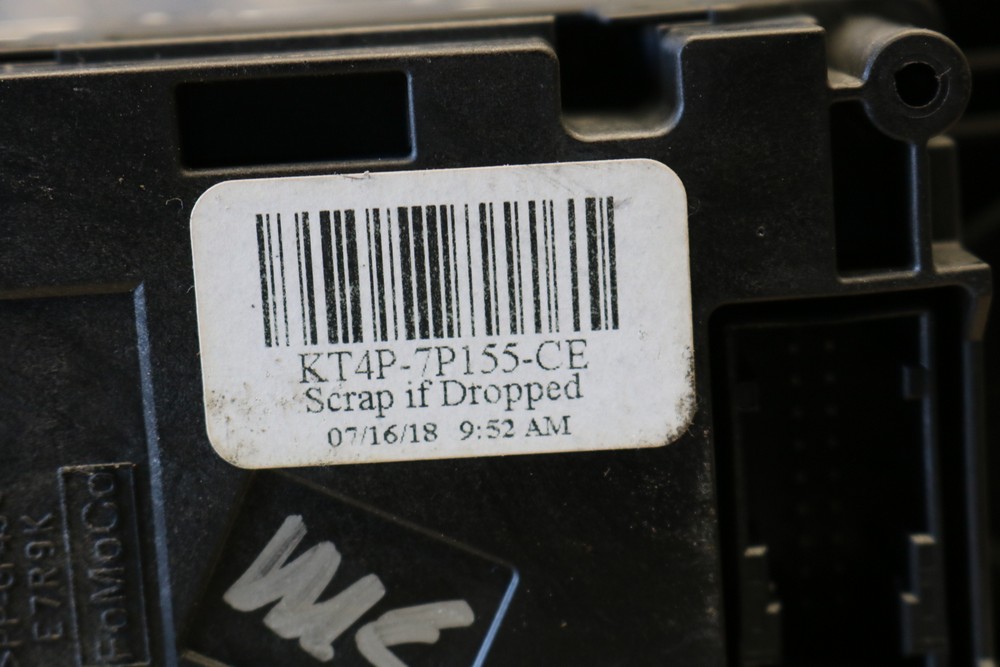 KT4P-7P155-CE
Scrap if Dropped
07/16/18 9:52 AM
E7R9K
FoMoCo